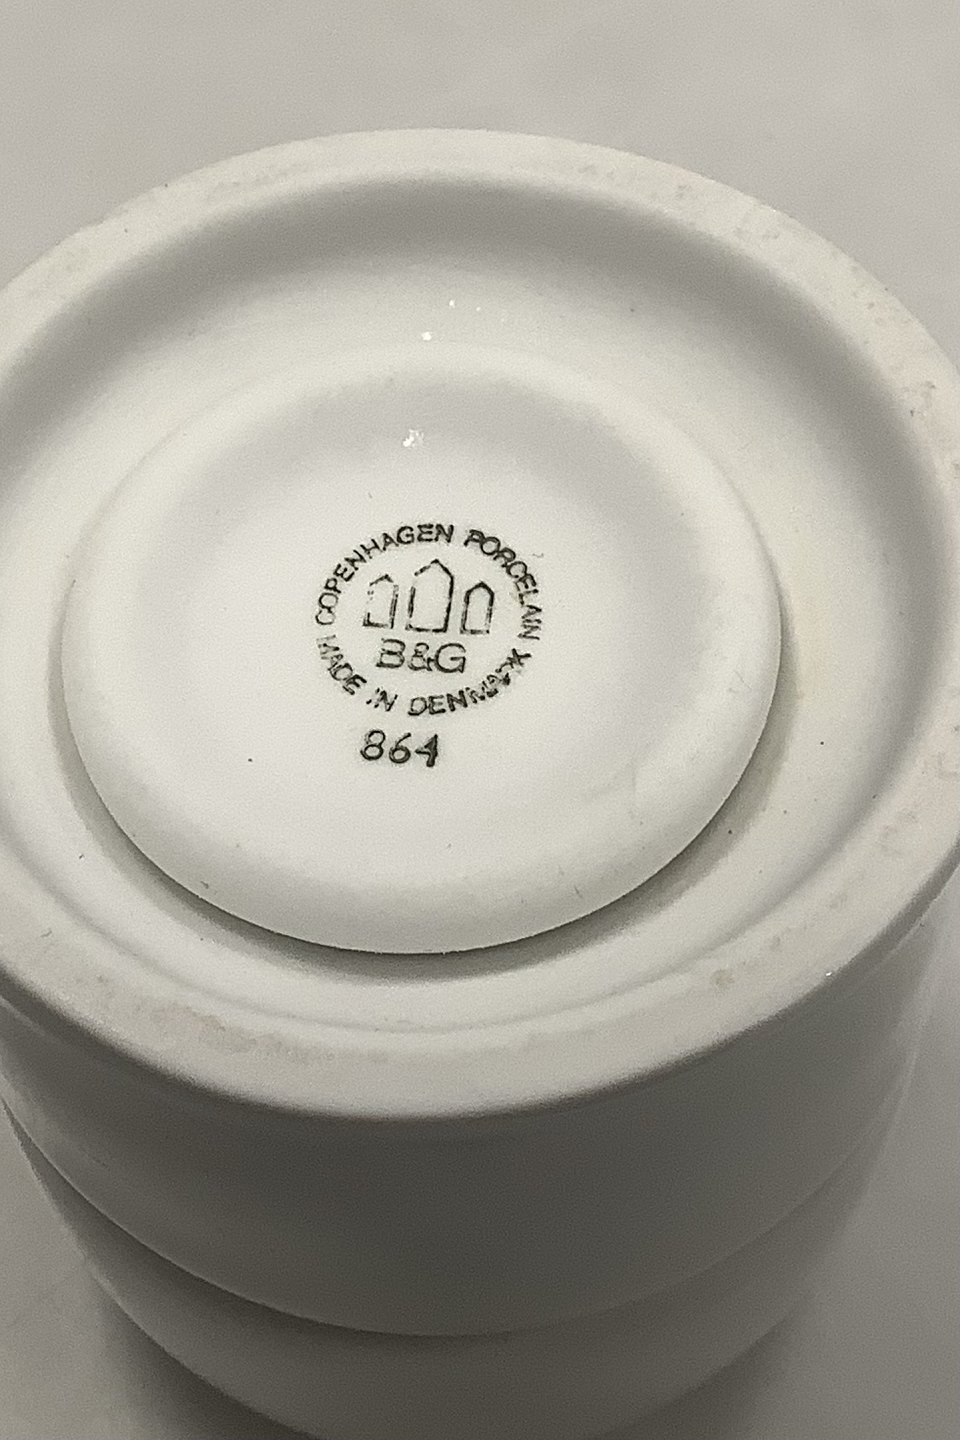 COPENHAGEN PORCELAIN
B&G
MADE IN DENMARK
864